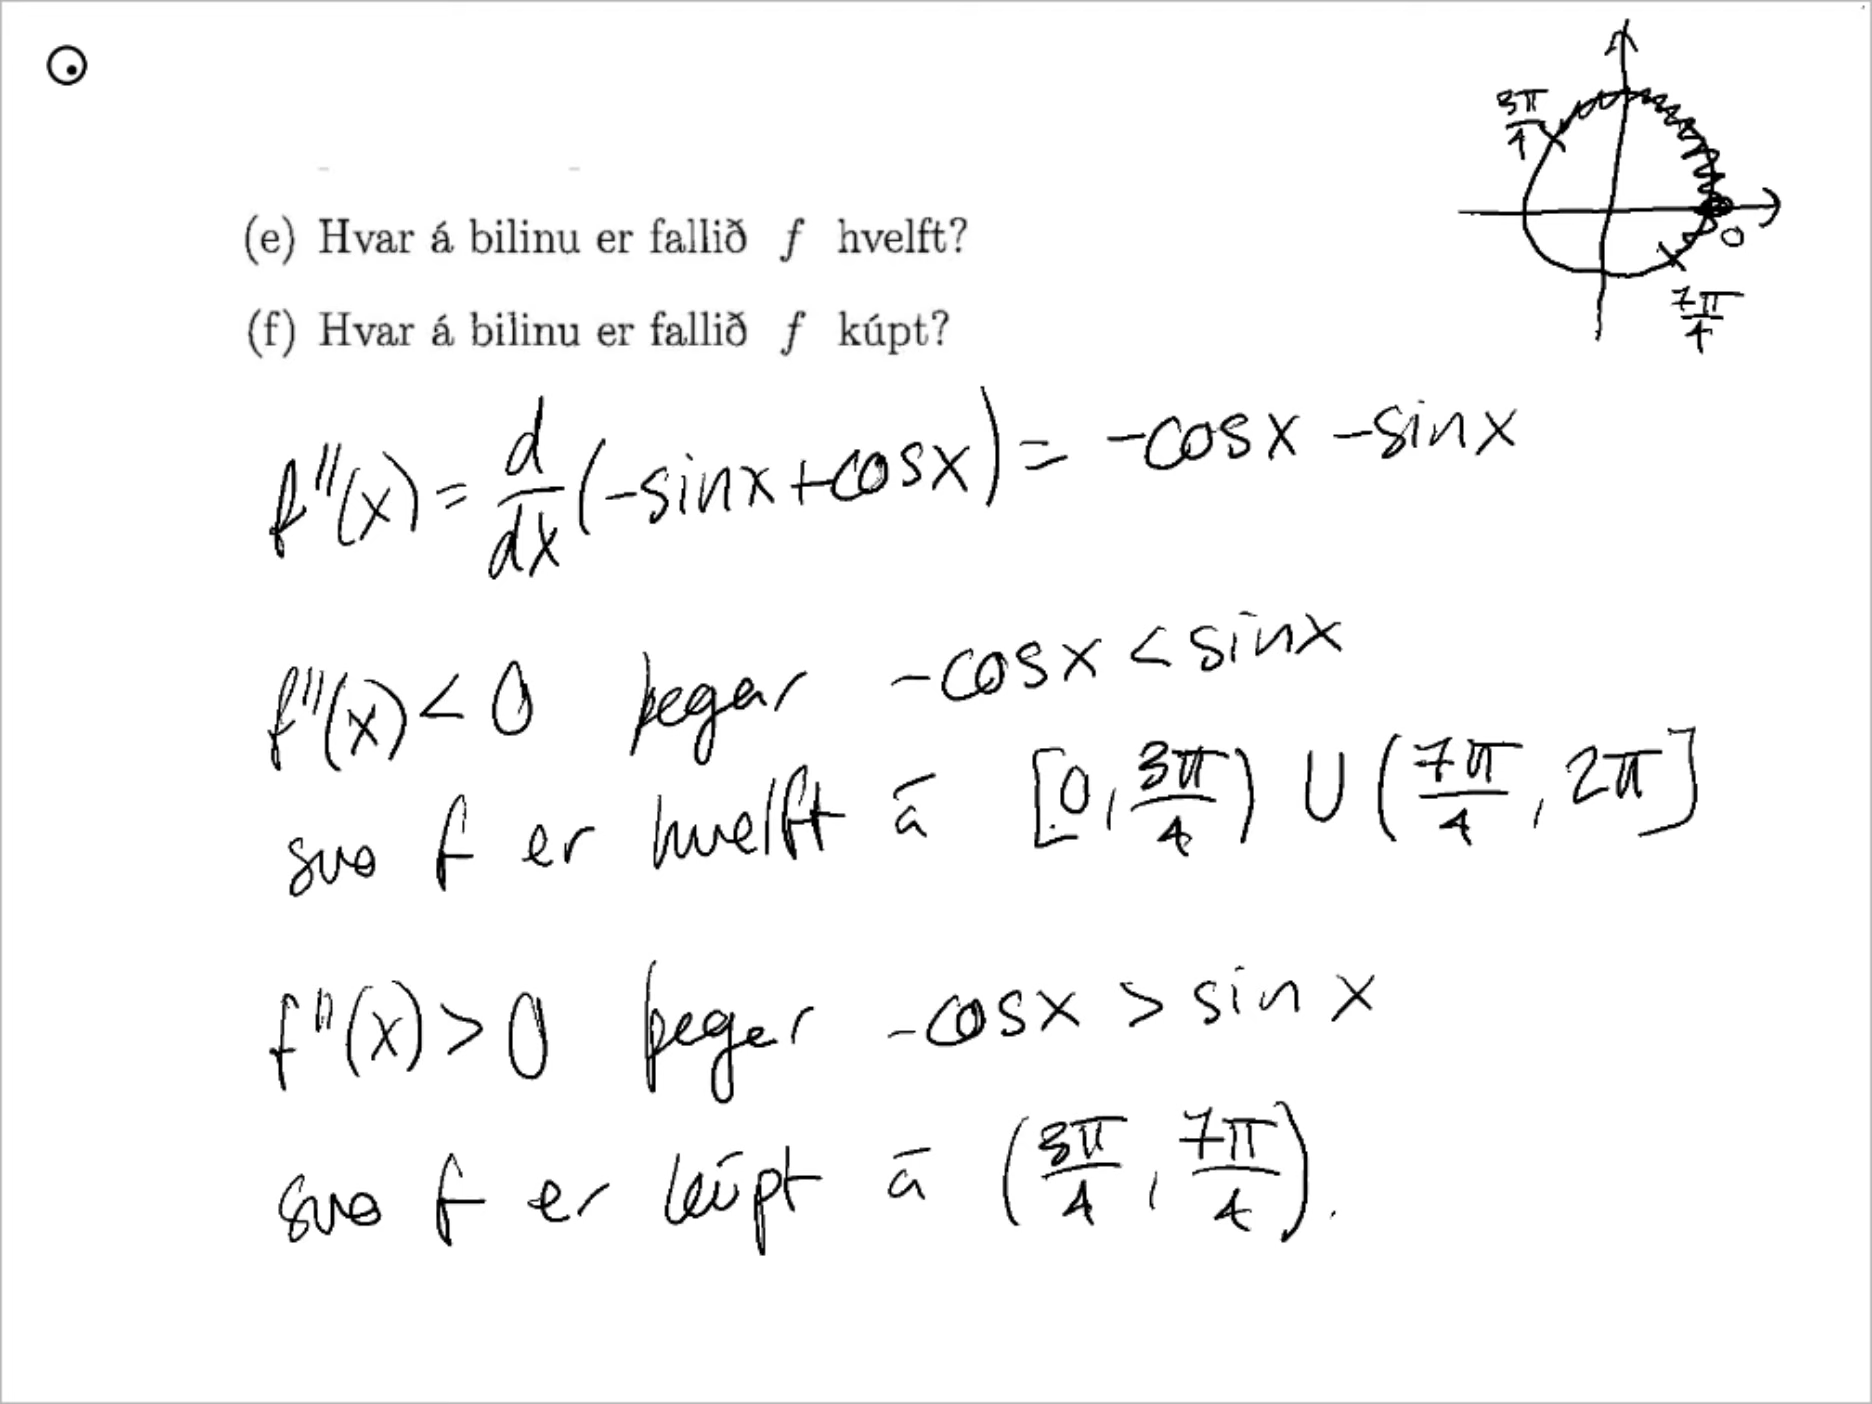 3π/4
0
7π/4
(e) Hvar á bilinu er fallið f hvelft?
(f) Hvar á bilinu er fallið f kúpt?
f''(x) = d/dx (-sinx+cosx) = -cosx -sinx
f''(x) < 0 þegar -cosx < sinx
svo f er hvelft á [0, 3π/4) ∪ (7π/4, 2π]
f''(x) > 0 þegar -cosx > sin x
svo f er kúpt á (3π/4, 7π/4).